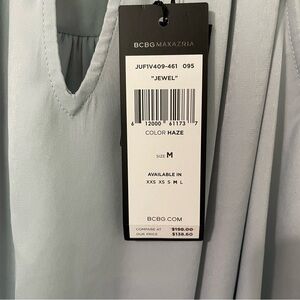 BCBGMAXAZRIA
JUF1V409-461 095
"JEWEL"
6 12000 61173 7
COLOR HAZE
SIZE M
AVAILABLE IN
XXS XS S M L
BCBG.COM
COMPARE AT $198.00
OUR PRICE $138.60